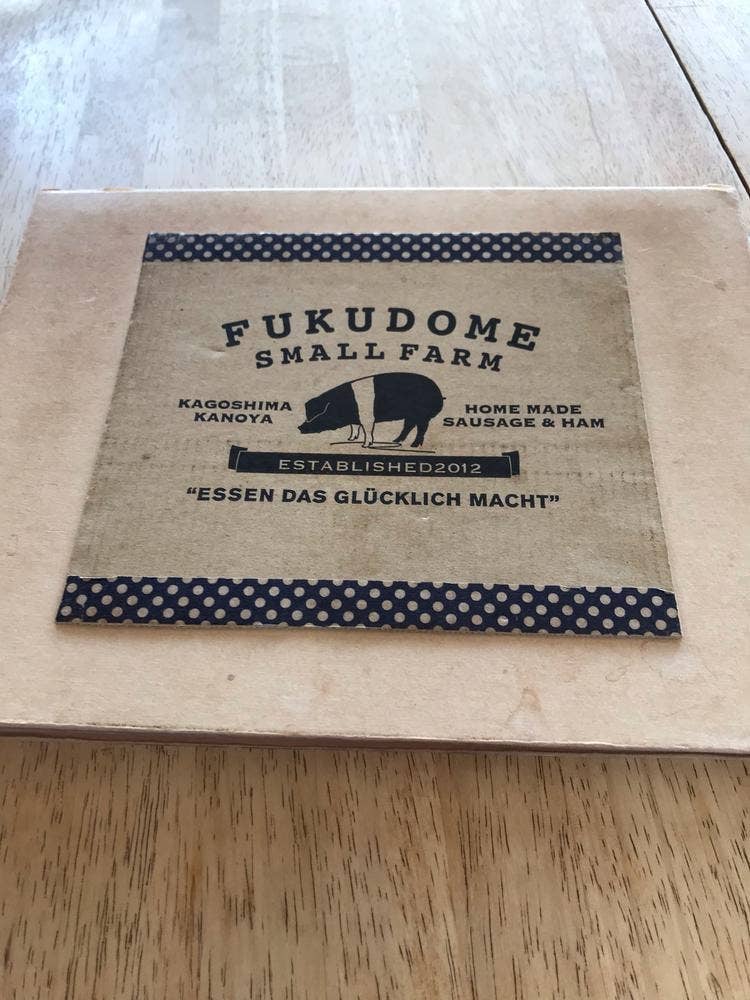 FUKUDOME
SMALL FARM
KAGOSHIMA
KANOYA
HOME MADE
SAUSAGE & HAM
ESTABLISHED2012
“ESSEN DAS GLÜCKLICH MACHT”